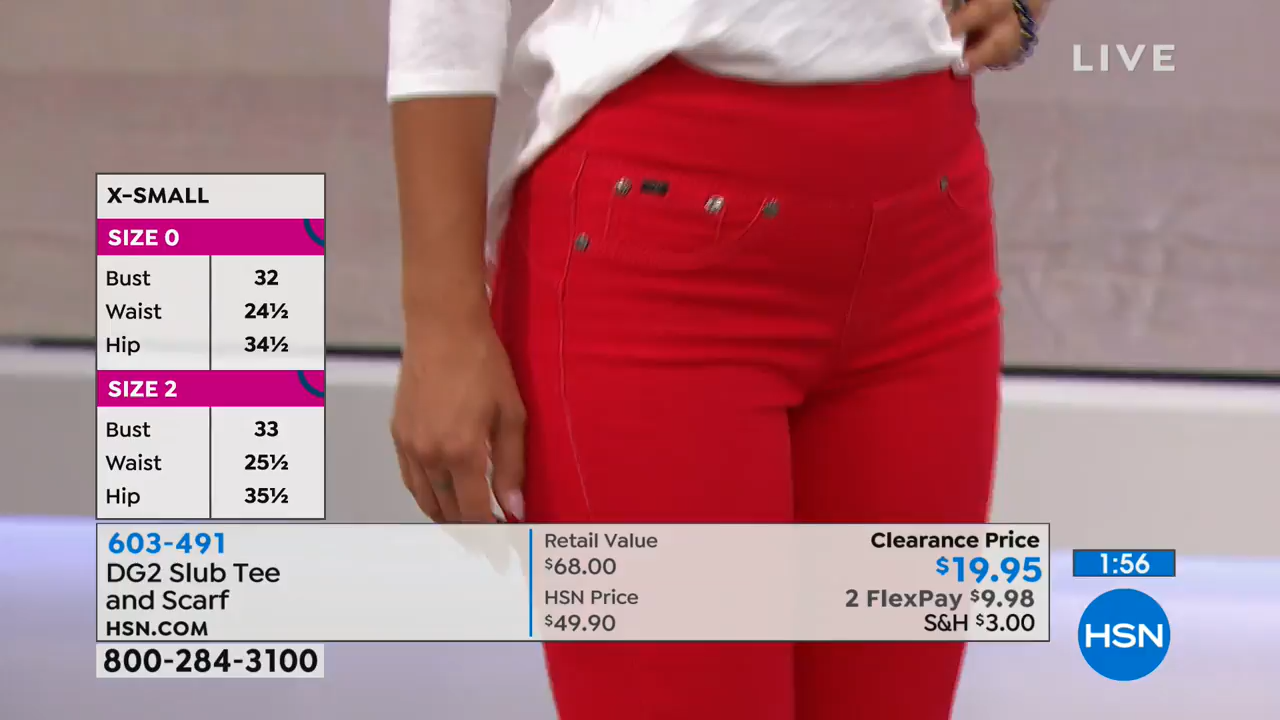 LIVE
X-SMALL
SIZE 0
Bust 32
Waist 24½
Hip 34½
SIZE 2
Bust 33
Waist 25½
Hip 35½
603-491
DG2 Slub Tee
and Scarf
HSN.COM
800-284-3100
Retail Value
$68.00
HSN Price
$49.90
Clearance Price
$19.95
2 FlexPay $9.98
S&H $3.00
1:56
HSN